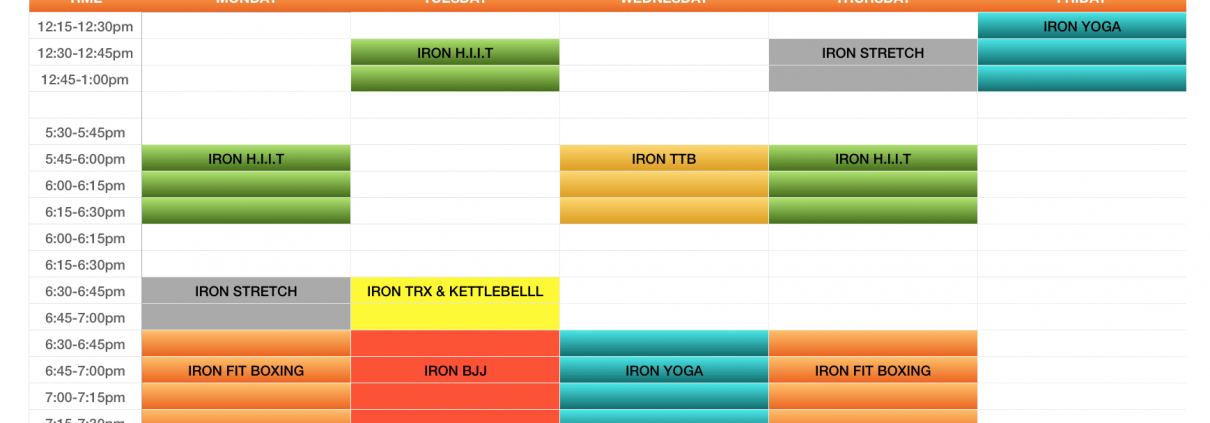 TIME MONDAY TUESDAY WEDNESDAY THURSDAY FRIDAY
12:15-12:30pm IRON YOGA
12:30-12:45pm IRON H.I.I.T IRON STRETCH
12:45-1:00pm
5:30-5:45pm
5:45-6:00pm IRON H.I.I.T IRON TTB IRON H.I.I.T
6:00-6:15pm
6:15-6:30pm
6:00-6:15pm
6:15-6:30pm
6:30-6:45pm IRON STRETCH IRON TRX & KETTLEBELLL
6:45-7:00pm
6:30-6:45pm
6:45-7:00pm IRON FIT BOXING IRON BJJ IRON YOGA IRON FIT BOXING
7:00-7:15pm
7:15-7:30pm